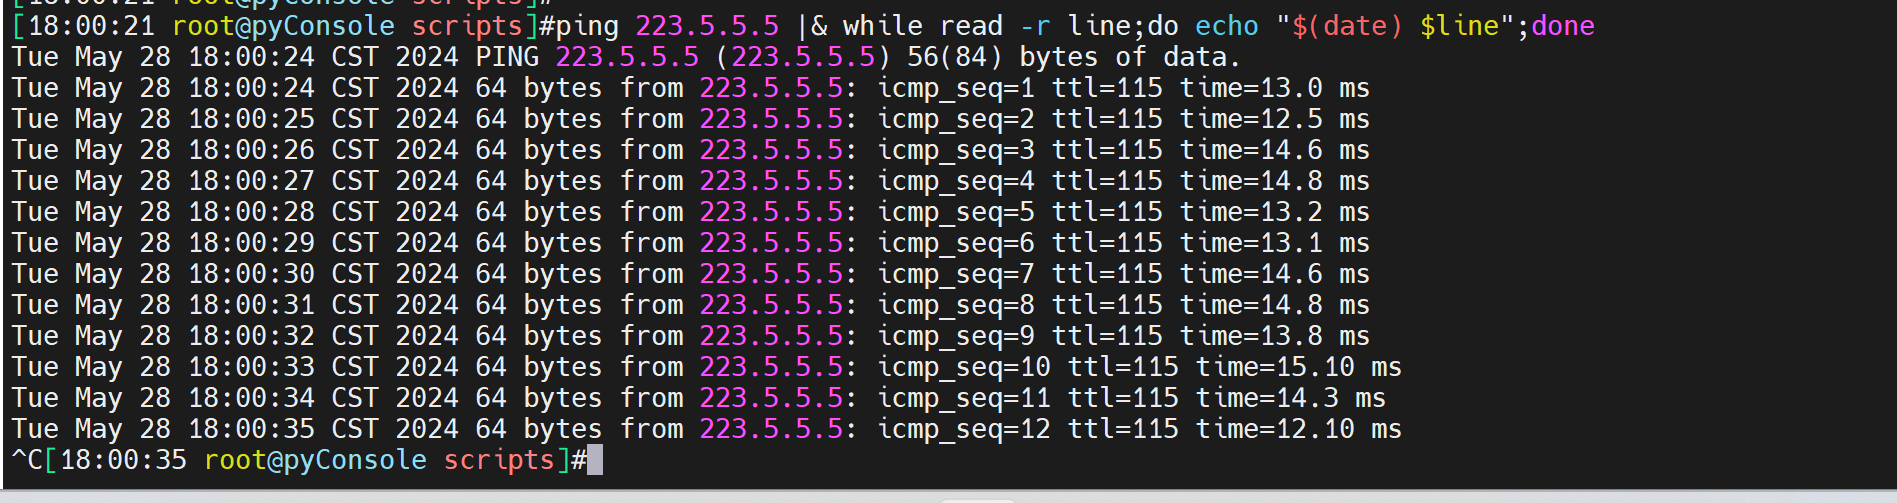 [18:00:21 root@pyConsole scripts]#
[18:00:21 root@pyConsole scripts]#ping 223.5.5.5 |& while read -r line;do echo "$(date) $line";done
Tue May 28 18:00:24 CST 2024 PING 223.5.5.5 (223.5.5.5) 56(84) bytes of data.
Tue May 28 18:00:24 CST 2024 64 bytes from 223.5.5.5: icmp_seq=1 ttl=115 time=13.0 ms
Tue May 28 18:00:25 CST 2024 64 bytes from 223.5.5.5: icmp_seq=2 ttl=115 time=12.5 ms
Tue May 28 18:00:26 CST 2024 64 bytes from 223.5.5.5: icmp_seq=3 ttl=115 time=14.6 ms
Tue May 28 18:00:27 CST 2024 64 bytes from 223.5.5.5: icmp_seq=4 ttl=115 time=14.8 ms
Tue May 28 18:00:28 CST 2024 64 bytes from 223.5.5.5: icmp_seq=5 ttl=115 time=13.2 ms
Tue May 28 18:00:29 CST 2024 64 bytes from 223.5.5.5: icmp_seq=6 ttl=115 time=13.1 ms
Tue May 28 18:00:30 CST 2024 64 bytes from 223.5.5.5: icmp_seq=7 ttl=115 time=14.6 ms
Tue May 28 18:00:31 CST 2024 64 bytes from 223.5.5.5: icmp_seq=8 ttl=115 time=14.8 ms
Tue May 28 18:00:32 CST 2024 64 bytes from 223.5.5.5: icmp_seq=9 ttl=115 time=13.8 ms
Tue May 28 18:00:33 CST 2024 64 bytes from 223.5.5.5: icmp_seq=10 ttl=115 time=15.10 ms
Tue May 28 18:00:34 CST 2024 64 bytes from 223.5.5.5: icmp_seq=11 ttl=115 time=14.3 ms
Tue May 28 18:00:35 CST 2024 64 bytes from 223.5.5.5: icmp_seq=12 ttl=115 time=12.10 ms
^C[18:00:35 root@pyConsole scripts]#